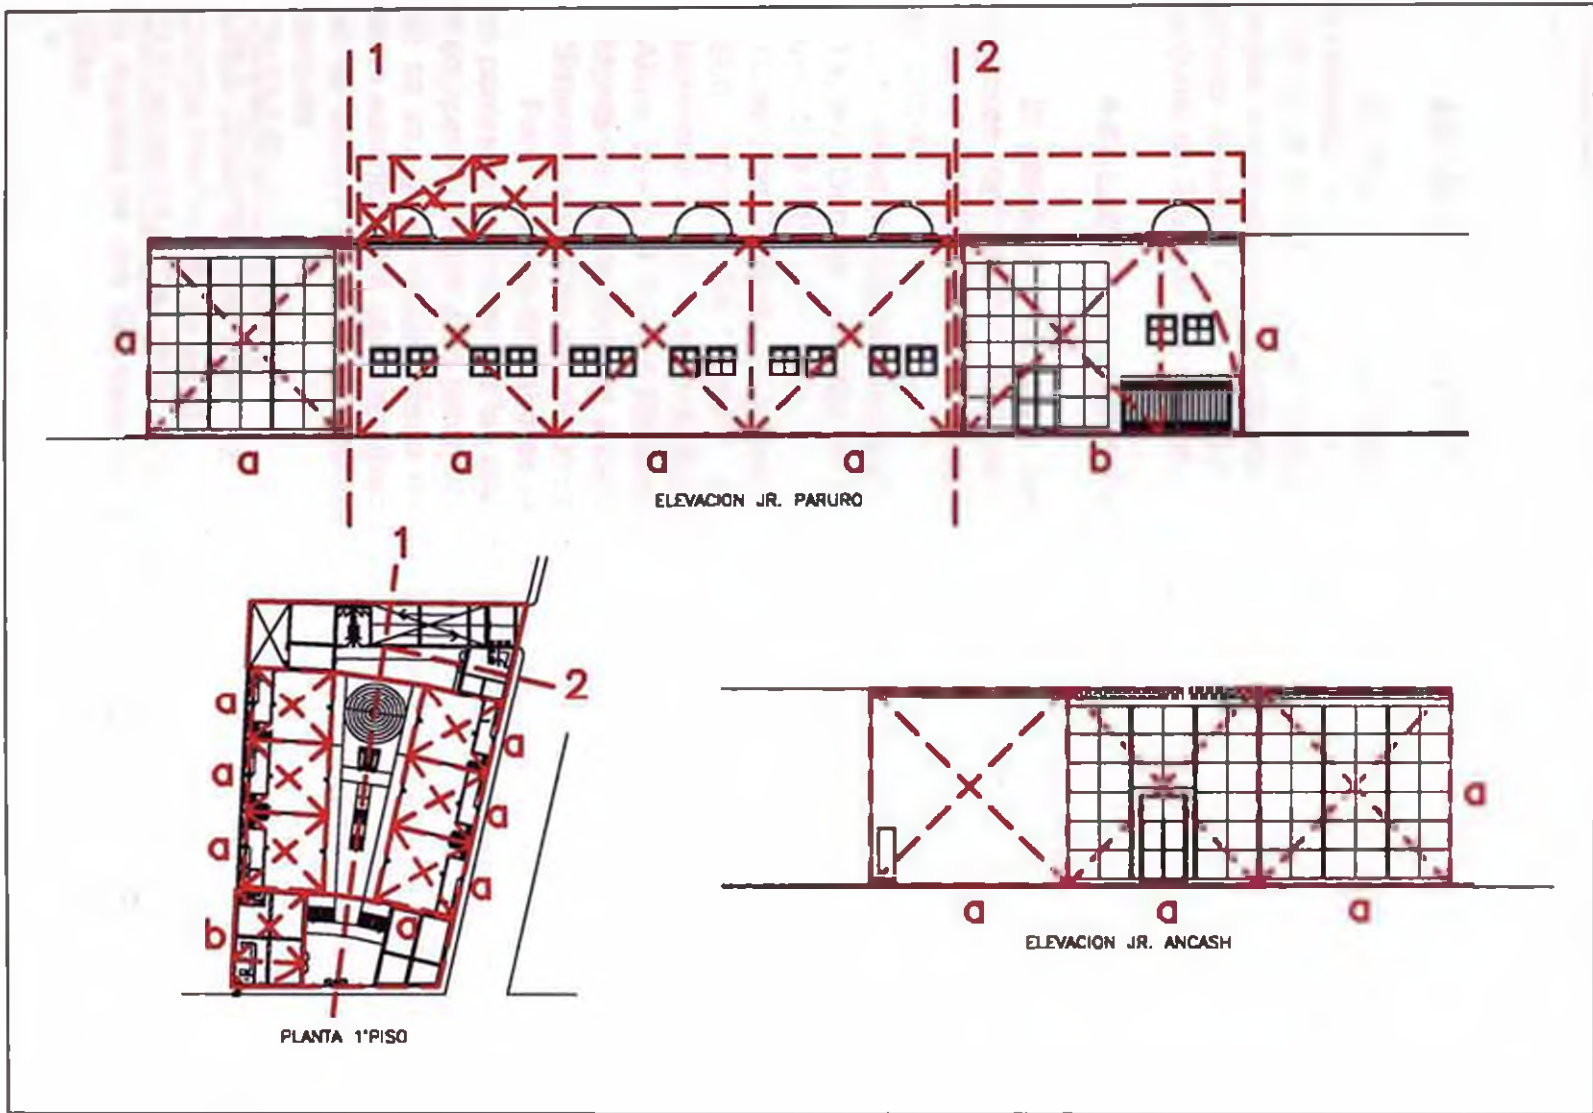 1 2
a a
a a a a b
ELEVACION JR. PARURO
1
2
a a
a a
a a
b a
PLANTA 1°PISO
a
a a a
ELEVACION JR. ANCASH